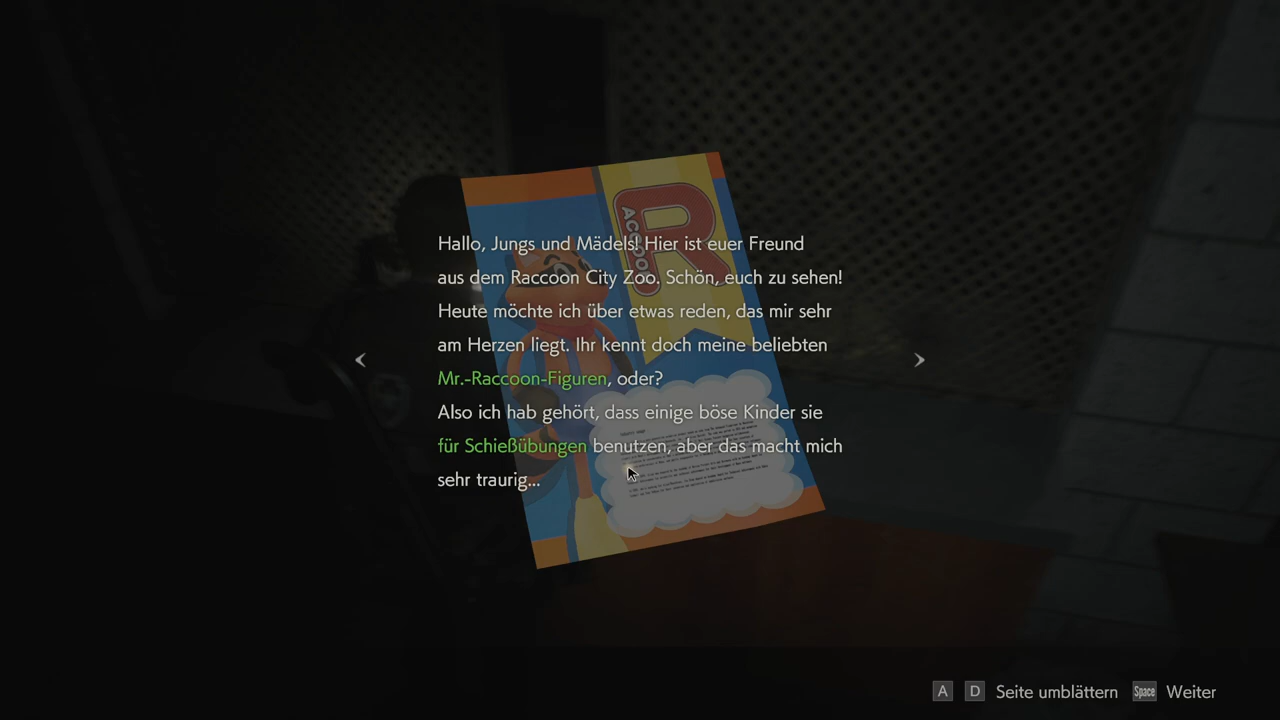 R
ACCOON
Hallo, Jungs und Mädels! Hier ist euer Freund
aus dem Raccoon City Zoo. Schön, euch zu sehen!
Heute möchte ich über etwas reden, das mir sehr
am Herzen liegt. Ihr kennt doch meine beliebten
Mr.-Raccoon-Figuren, oder?
Also ich hab gehört, dass einige böse Kinder sie
für Schießübungen benutzen, aber das macht mich
sehr traurig...
A D Seite umblättern Space Weiter